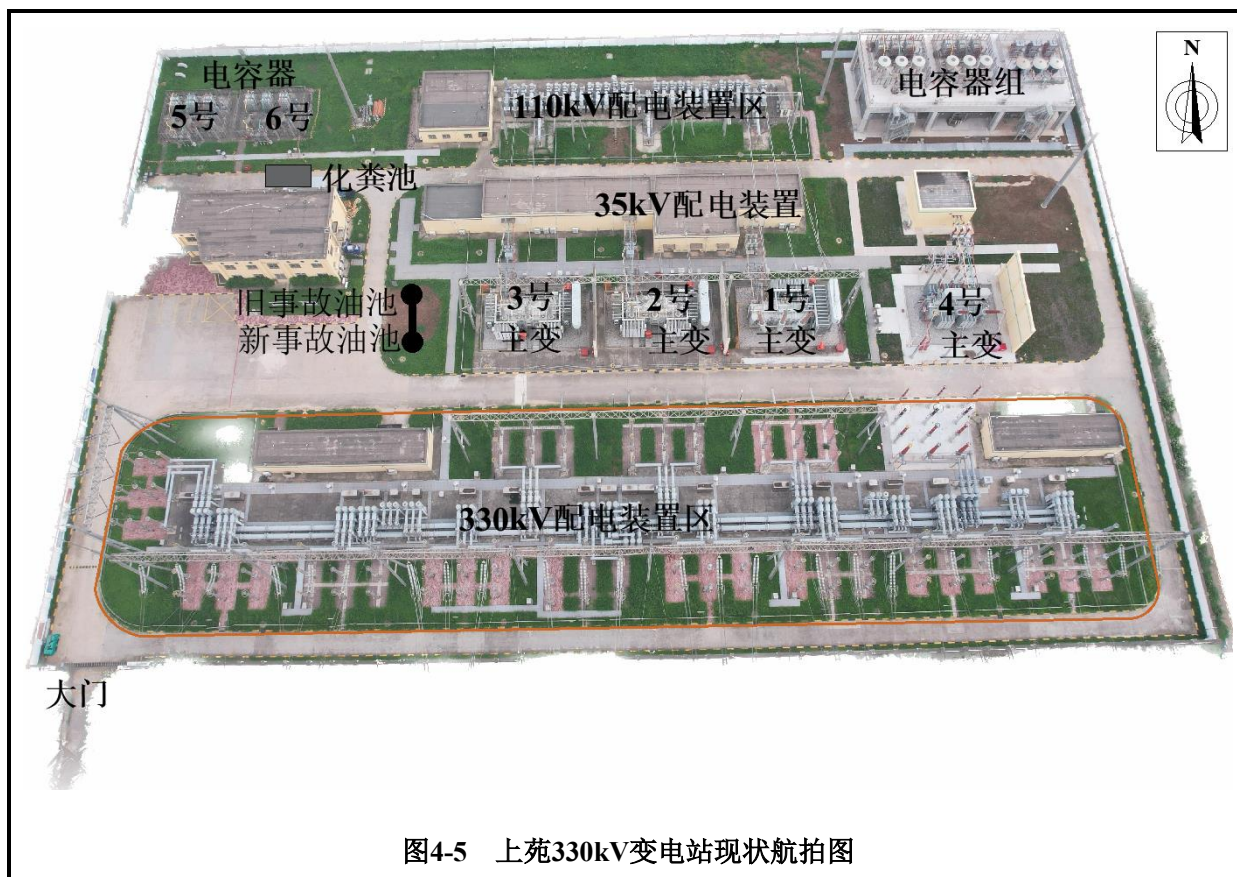 N
电容器
5号 6号
110kV配电装置区
电容器组
化粪池
35kV配电装置
旧事故油池
新事故油池
3号
主变
2号
主变
1号
主变
4号
主变
330kV配电装置区
大门
图4-5 上苑330kV变电站现状航拍图